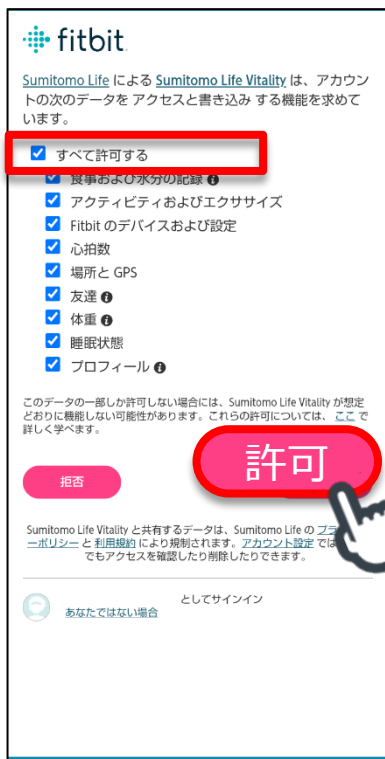 fitbit
Sumitomo Life による Sumitomo Life Vitality は、アカウン
トの次のデータを アクセスと書き込み する機能を求めて
います。
すべて許可する
食事および水分の記録
アクティビティおよびエクササイズ
Fitbit のデバイスおよび設定
心拍数
場所と GPS
友達
体重
睡眠状態
プロフィール
このデータの一部しか許可しない場合には、Sumitomo Life Vitality が想定
どおりに機能しない可能性があります。これらの許可については、 ここ で
詳しく学べます。
拒否
許可
Sumitomo Life Vitality と共有するデータは、Sumitomo Life の プラ
ーポリシー と 利用規約 により規制されます。アカウント設定 では
でもアクセスを確認したり削除したりできます。
としてサインイン
あなたではない場合